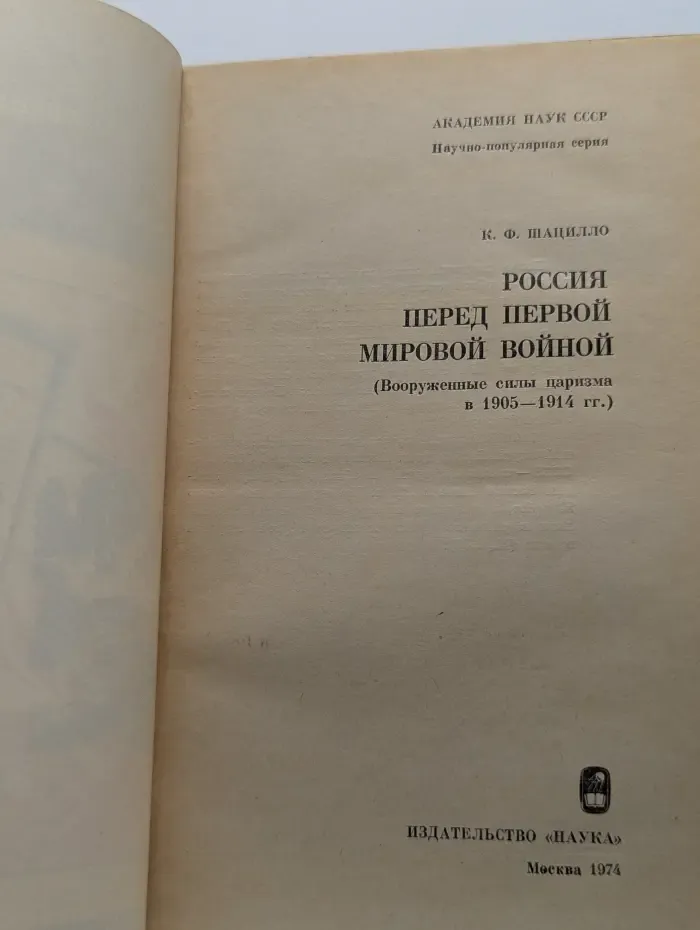 АКАДЕМИЯ НАУК СССР
Научно-популярная серия
К. Ф. ШАЦИЛЛО
РОССИЯ
ПЕРЕД ПЕРВОЙ
МИРОВОЙ ВОЙНОЙ
(Вооруженные силы царизма
в 1905—1914 гг.)
ИЗДАТЕЛЬСТВО «НАУКА»
Москва 1974